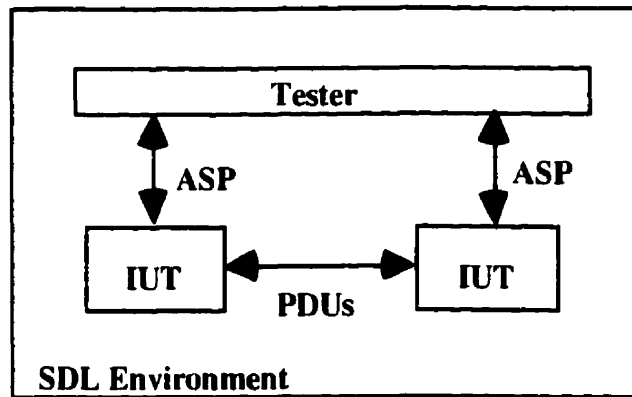 Tester
ASP
ASP
IUT
IUT
PDUs
SDL Environment